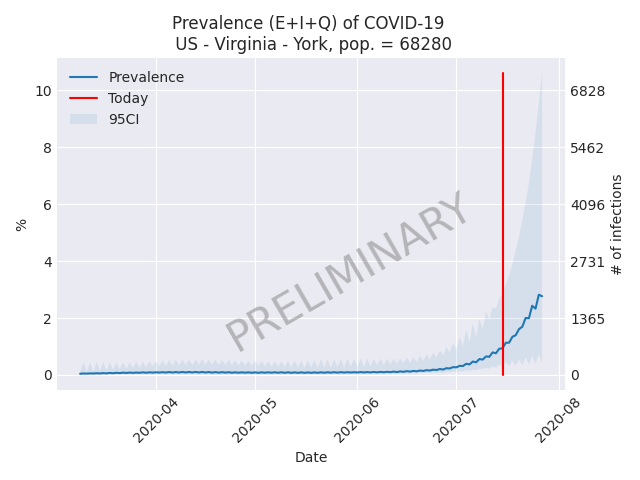 Prevalence (E+I+Q) of COVID-19
US - Virginia - York, pop. = 68280
Prevalence
Today
95CI
10
8
6
4
2
0
%
6828
5462
4096
2731
1365
0
# of infections
PRELIMINARY
2020-04
2020-05
2020-06
2020-07
2020-08
Date